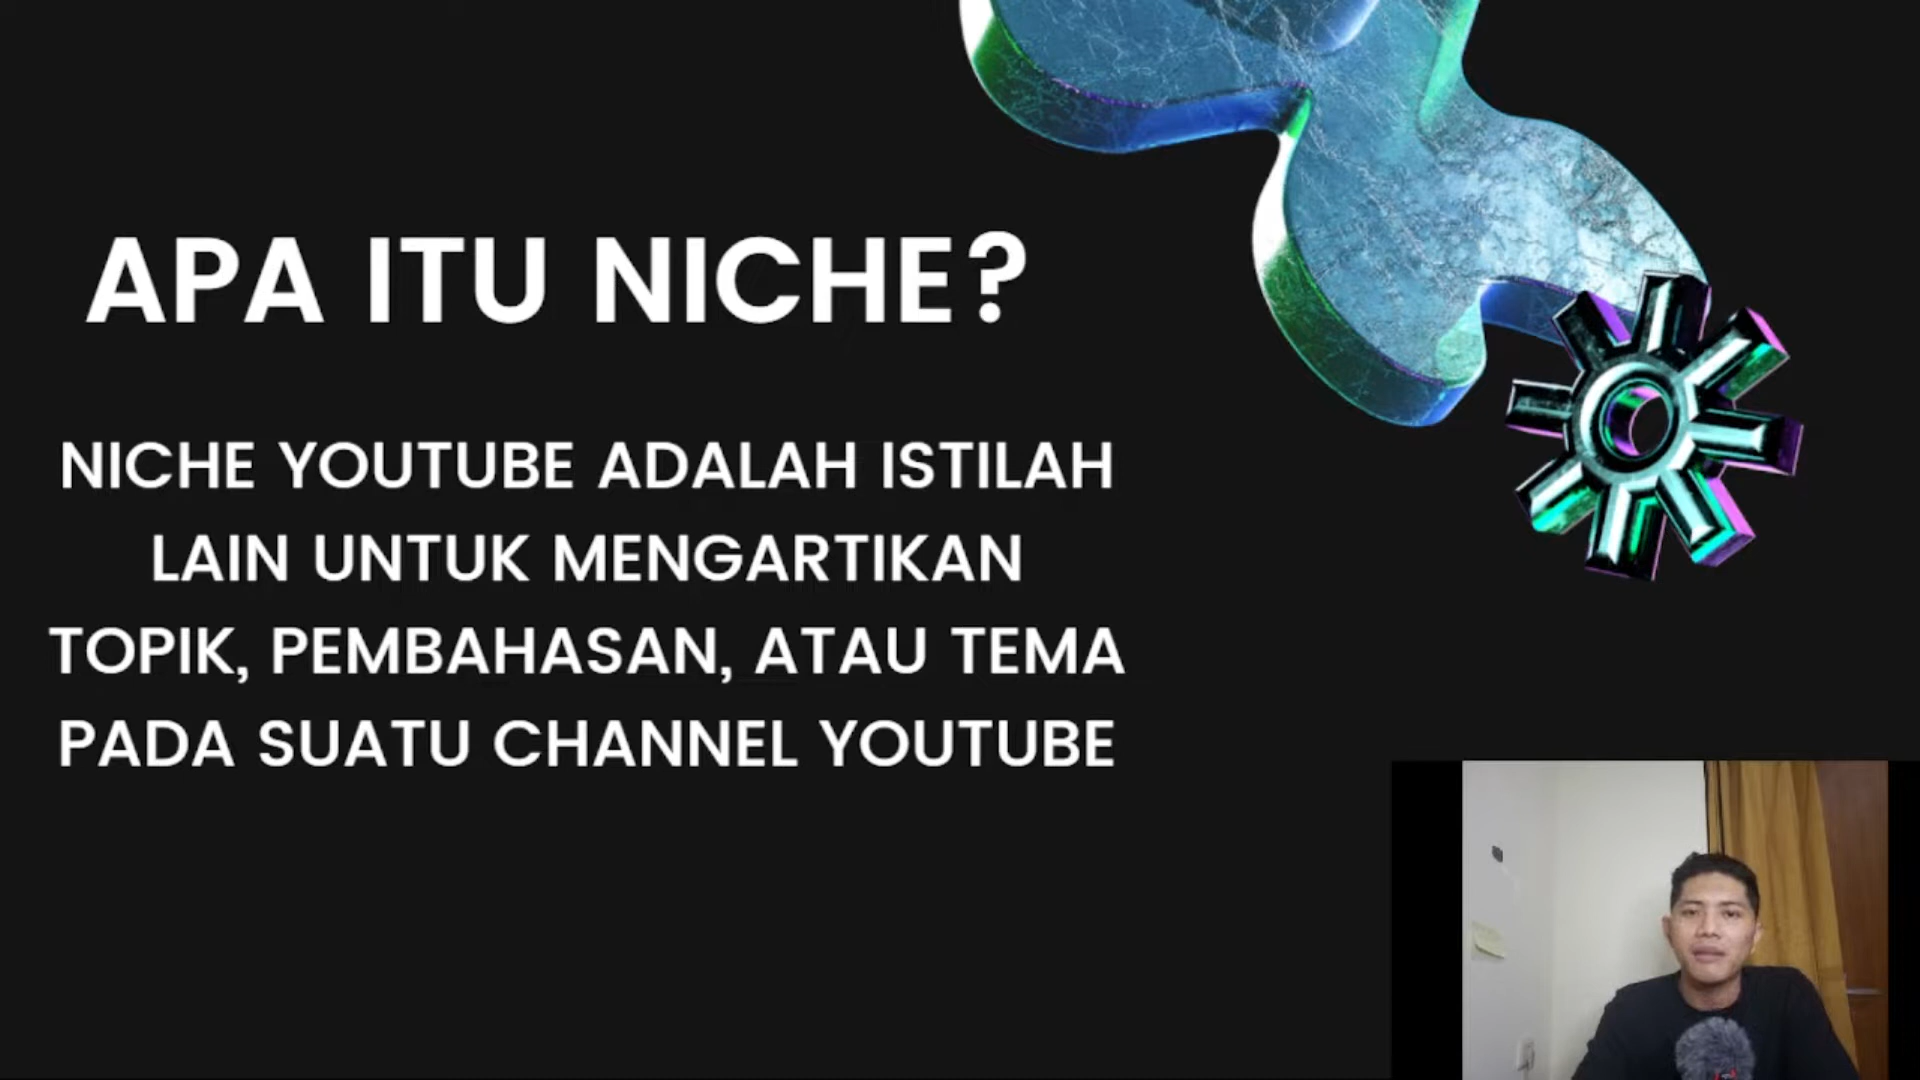 APA ITU NICHE?
NICHE YOUTUBE ADALAH ISTILAH
LAIN UNTUK MENGARTIKAN
TOPIK, PEMBAHASAN, ATAU TEMA
PADA SUATU CHANNEL YOUTUBE